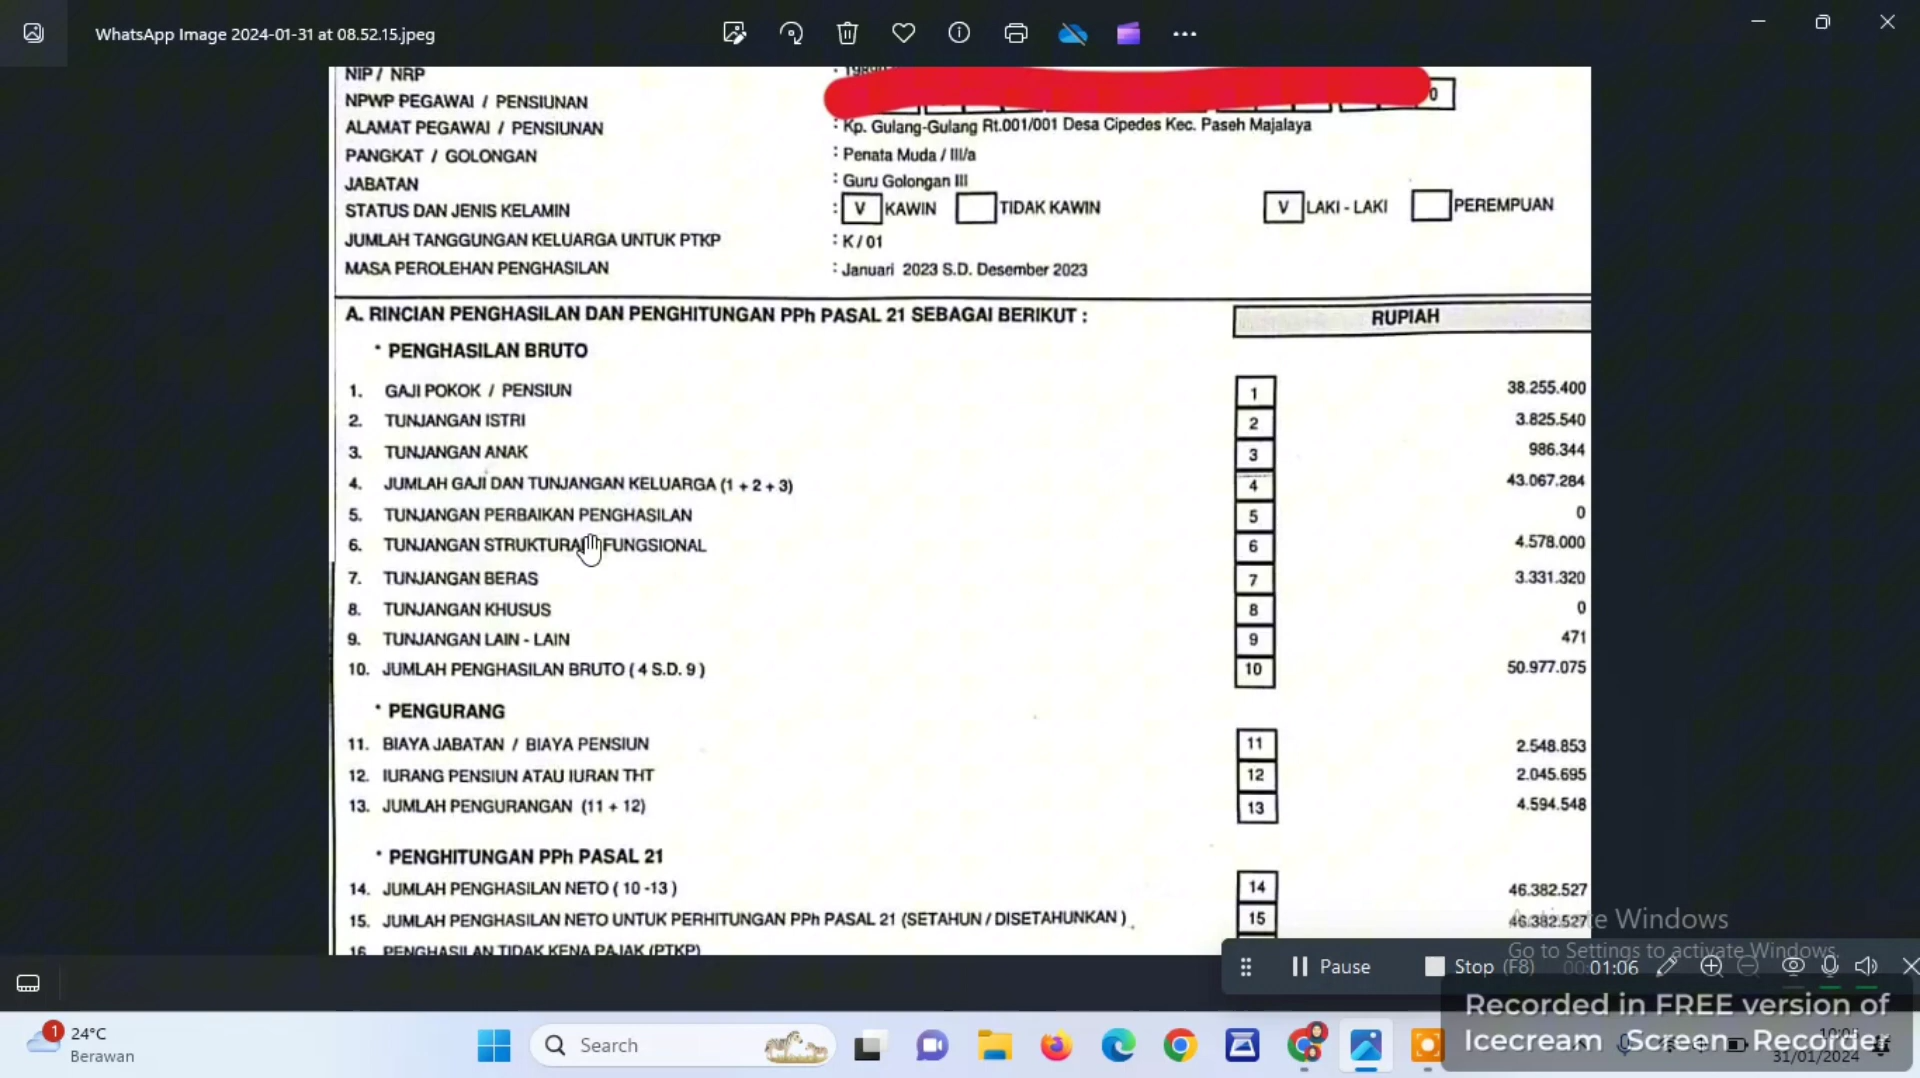 WhatsApp Image 2024-01-31 at 08.52.15.jpeg
NIP / NRP
NPWP PEGAWAI / PENSIUNAN 0
ALAMAT PEGAWAI / PENSIUNAN : Kp. Gulang-Gulang Rt.001/001 Desa Cipedes Kec. Paseh Majalaya
PANGKAT / GOLONGAN : Penata Muda / III/a
JABATAN : Guru Golongan III
STATUS DAN JENIS KELAMIN : V KAWIN TIDAK KAWIN V LAKI - LAKI PEREMPUAN
JUMLAH TANGGUNGAN KELUARGA UNTUK PTKP : K / 01
MASA PEROLEHAN PENGHASILAN : Januari 2023 S.D. Desember 2023
A. RINCIAN PENGHASILAN DAN PENGHITUNGAN PPh PASAL 21 SEBAGAI BERIKUT : RUPIAH
* PENGHASILAN BRUTO
1. GAJI POKOK / PENSIUN 1 38.255.400
2. TUNJANGAN ISTRI 2 3.825.540
3. TUNJANGAN ANAK 3 986.344
4. JUMLAH GAJI DAN TUNJANGAN KELUARGA (1 + 2 + 3) 4 43.067.284
5. TUNJANGAN PERBAIKAN PENGHASILAN 5 0
6. TUNJANGAN STRUKTURAL FUNGSIONAL 6 4.578.000
7. TUNJANGAN BERAS 7 3.331.320
8. TUNJANGAN KHUSUS 8 0
9. TUNJANGAN LAIN - LAIN 9 471
10. JUMLAH PENGHASILAN BRUTO ( 4 S.D. 9 ) 10 50.977.075
* PENGURANG
11. BIAYA JABATAN / BIAYA PENSIUN 11 2.548.853
12. IURANG PENSIUN ATAU IURAN THT 12 2.045.695
13. JUMLAH PENGURANGAN (11 + 12) 13 4.594.548
* PENGHITUNGAN PPh PASAL 21
14. JUMLAH PENGHASILAN NETO ( 10 -13 ) 14 46.382.527
15. JUMLAH PENGHASILAN NETO UNTUK PERHITUNGAN PPh PASAL 21 (SETAHUN / DISETAHUNKAN ) 15 46.382.527
16 PENGHASILAN TIDAK KENA PAJAK (PTKP)
Activate Windows
Go to Settings to activate Windows.
Pause Stop (F8) 00:01:06
Recorded in FREE version of
Icecream Screen Recorder
1 24°C
Berawan
Search
31/01/2024